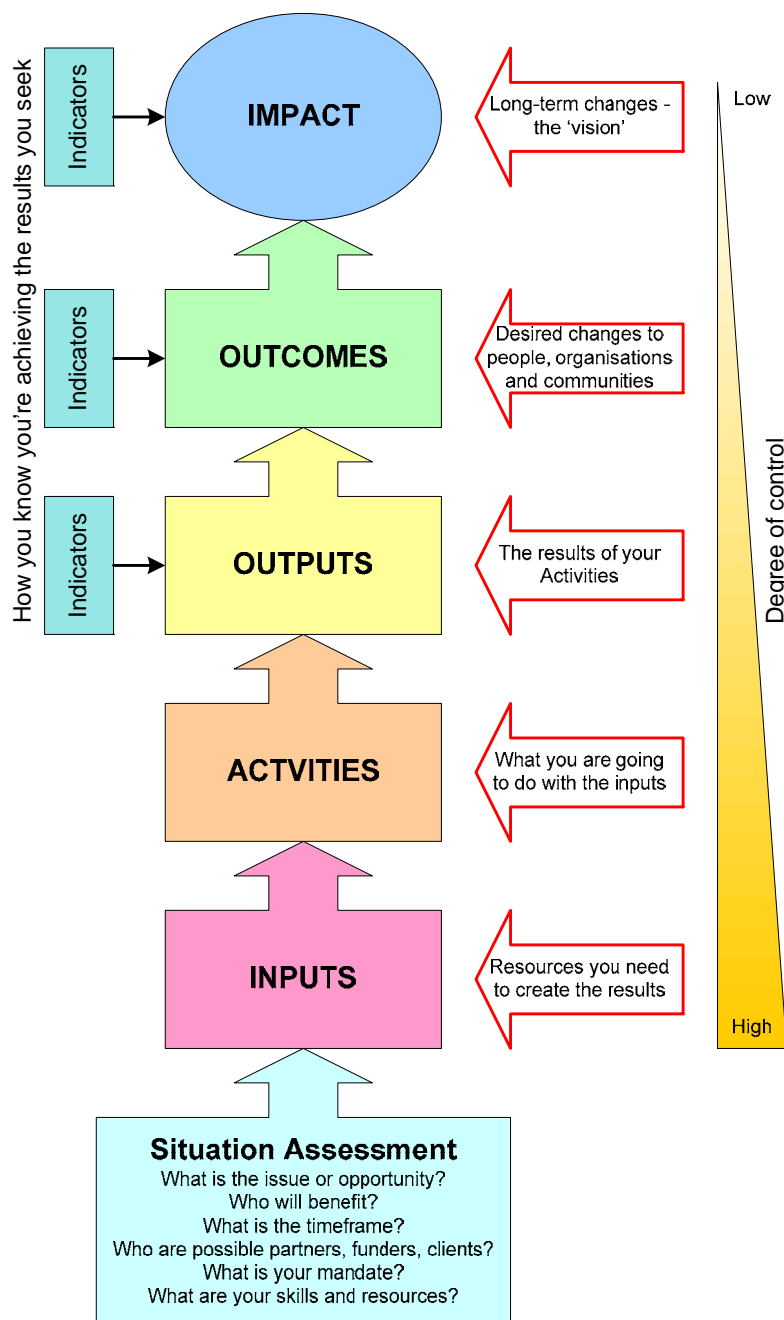 How you know you're achieving the results you seek
Indicators
IMPACT
Long-term changes -
the ‘vision’
Low
Indicators
OUTCOMES
Desired changes to
people, organisations
and communities
Indicators
OUTPUTS
The results of your
Activities
Degree of control
ACTVITIES
What you are going
to do with the inputs
INPUTS
Resources you need
to create the results
High
Situation Assessment
What is the issue or opportunity?
Who will benefit?
What is the timeframe?
Who are possible partners, funders, clients?
What is your mandate?
What are your skills and resources?